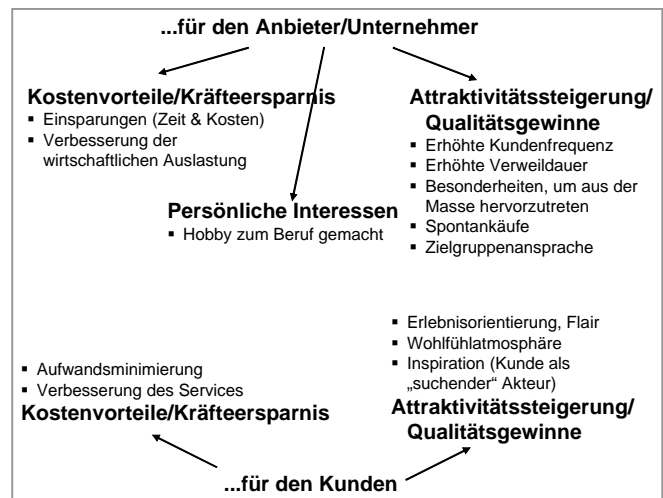 ...für den Anbieter/Unternehmer
Kostenvorteile/Kräfteersparnis
▪ Einsparungen (Zeit & Kosten)
▪ Verbesserung der
wirtschaftlichen Auslastung
Attraktivitätssteigerung/
Qualitätsgewinne
▪ Erhöhte Kundenfrequenz
▪ Erhöhte Verweildauer
▪ Besonderheiten, um aus der
Masse hervorzutreten
▪ Spontankäufe
▪ Zielgruppenansprache
Persönliche Interessen
▪ Hobby zum Beruf gemacht
▪ Aufwandsminimierung
▪ Verbesserung des Services
Kostenvorteile/Kräfteersparnis
▪ Erlebnisorientierung, Flair
▪ Wohlfühlatmosphäre
▪ Inspiration (Kunde als
„suchender“ Akteur)
Attraktivitätssteigerung/
Qualitätsgewinne
...für den Kunden